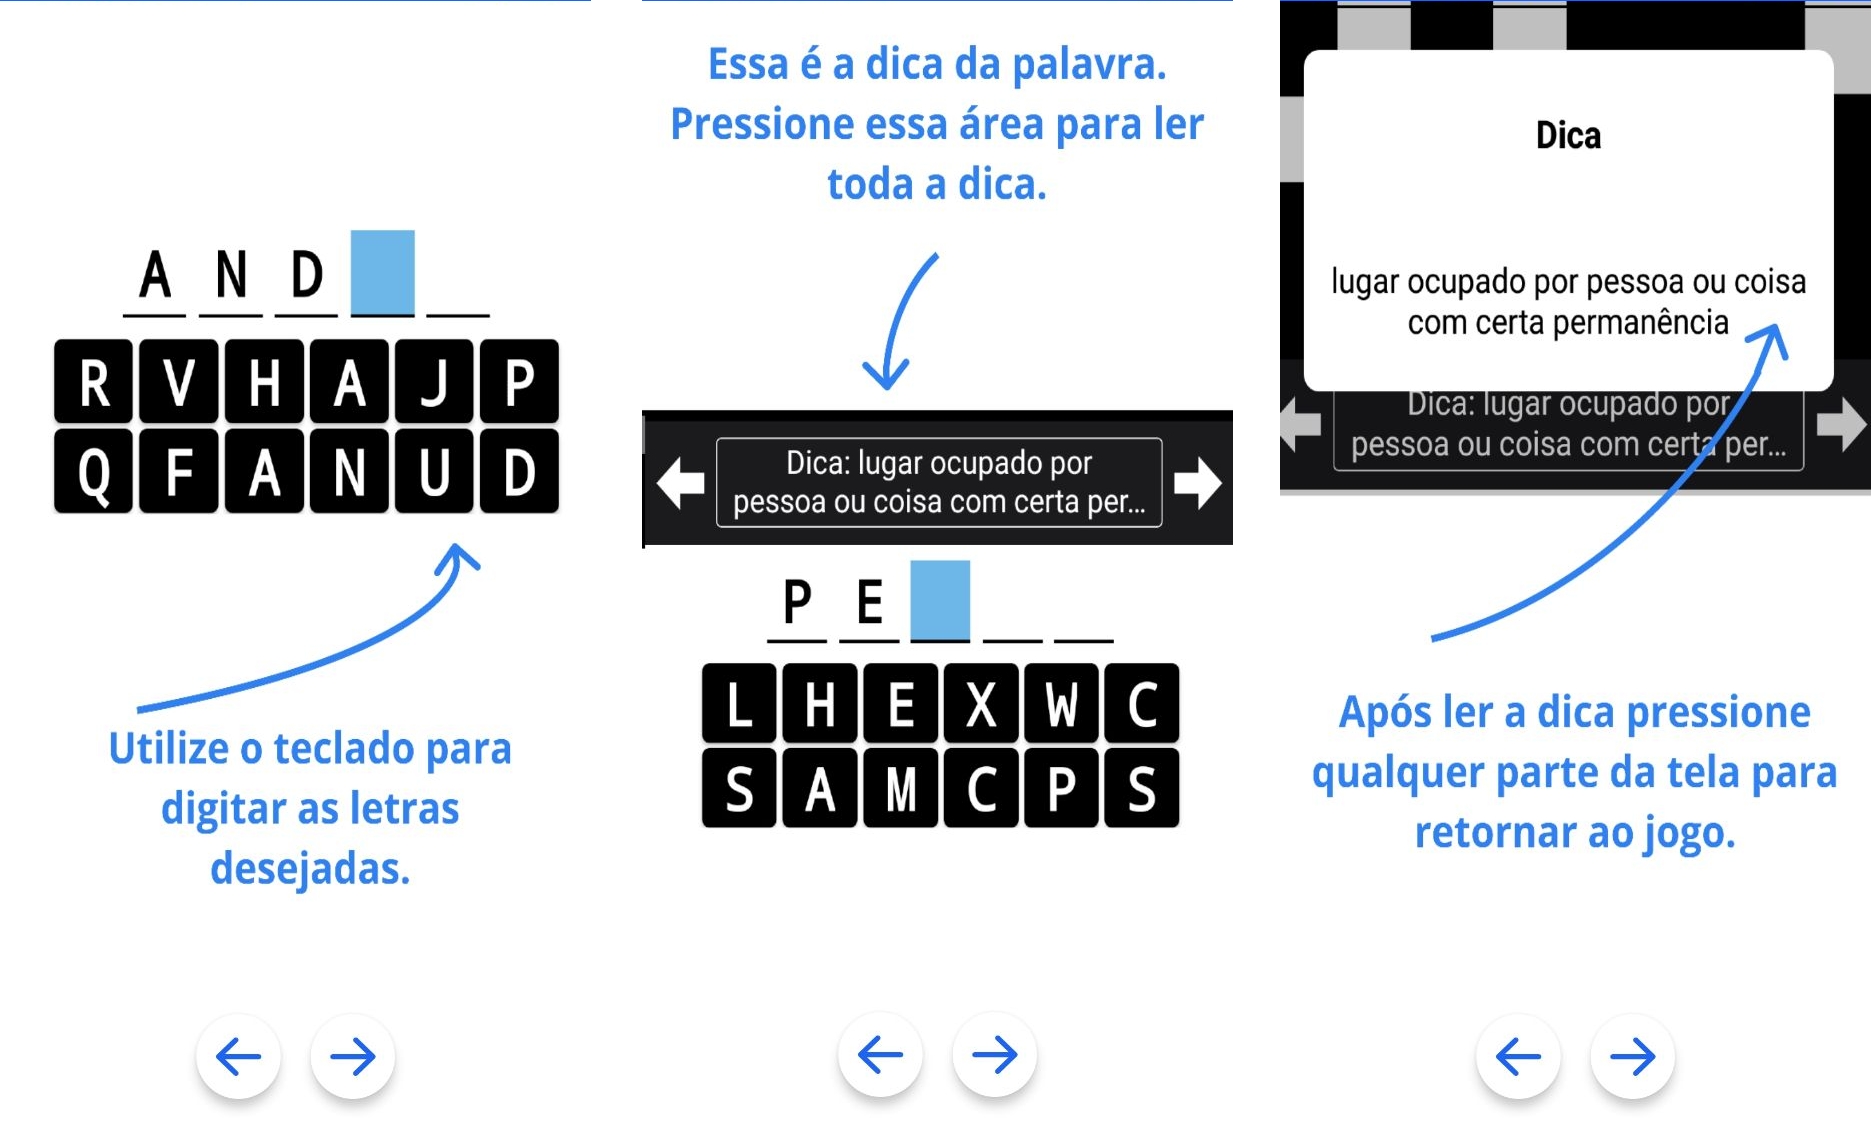 A N D
R V H A J P
Q F A N U D
Utilize o teclado para
digitar as letras
desejadas.
Essa é a dica da palavra.
Pressione essa área para ler
toda a dica.
Dica: lugar ocupado por
pessoa ou coisa com certa per...
P E
L H E X W C
S A M C P S
Dica
lugar ocupado por pessoa ou coisa
com certa permanência
Dica: lugar ocupado por
pessoa ou coisa com certa per...
Após ler a dica pressione
qualquer parte da tela para
retornar ao jogo.